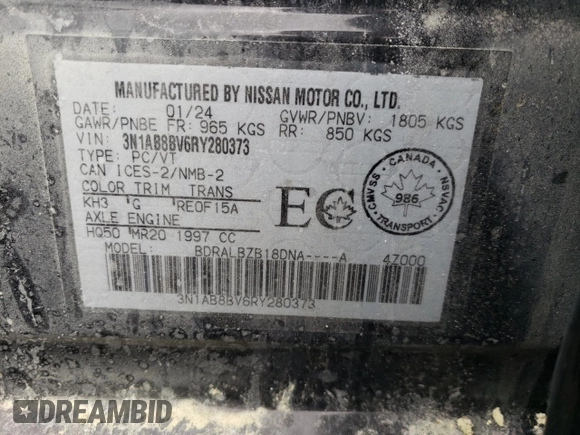 MANUFACTURED BY NISSAN MOTOR CO., LTD.
DATE: 01/24 GVWR/PNBV: 1805 KGS
GAWR/PNBE FR: 965 KGS RR: 850 KGS
VIN: 3N1AB8BV6RY280373
TYPE: PC/VT
CAN ICES-2/NMB-2
COLOR TRIM TRANS
KH3 G RE0F15A
AXLE ENGINE
HQ50 MR20 1997 CC
MODEL: BDRALBZB18DNA----A 47000
3N1AB8BV6RY280373
EC
CANADA
CMVSS NSVAC
986
TRANSPORT
DREAMBID